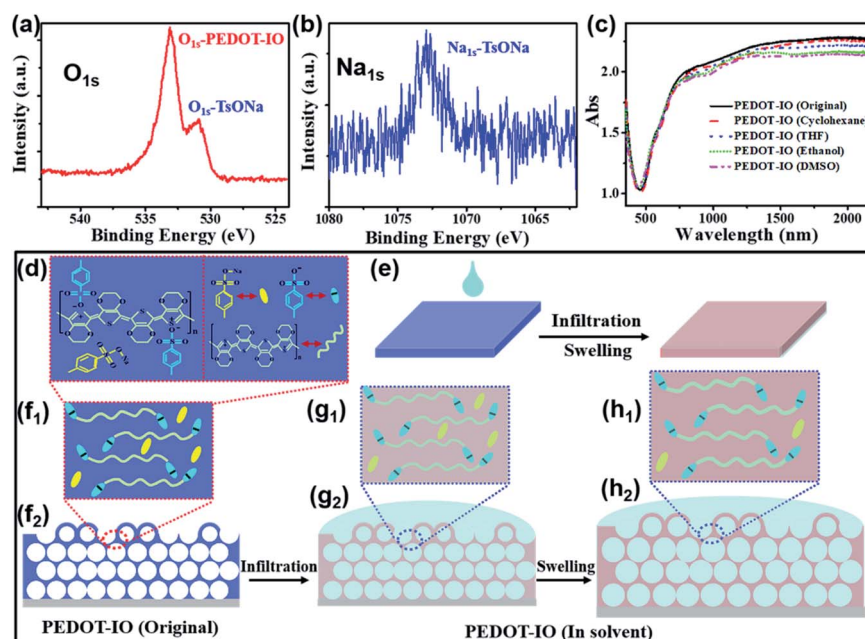 (a)
O1s-PEDOT-IO
O1s
O1s-TsONa
Intensity (a.u.)
540 535 530 525
Binding Energy (eV)
(b)
Na1s-TsONa
Na1s
Intensity (a.u.)
1080 1075 1070 1065
Binding Energy (eV)
(c)
2.0
1.5
1.0
Abs
PEDOT-IO (Original)
PEDOT-IO (Cyclohexane)
PEDOT-IO (THF)
PEDOT-IO (Ethanol)
PEDOT-IO (DMSO)
500 1000 1500 2000
Wavelength (nm)
(d)
(e)
Infiltration
Swelling
(f1)
(g1)
(h1)
(f2)
(g2)
(h2)
Infiltration
Swelling
PEDOT-IO (Original)
PEDOT-IO (In solvent)